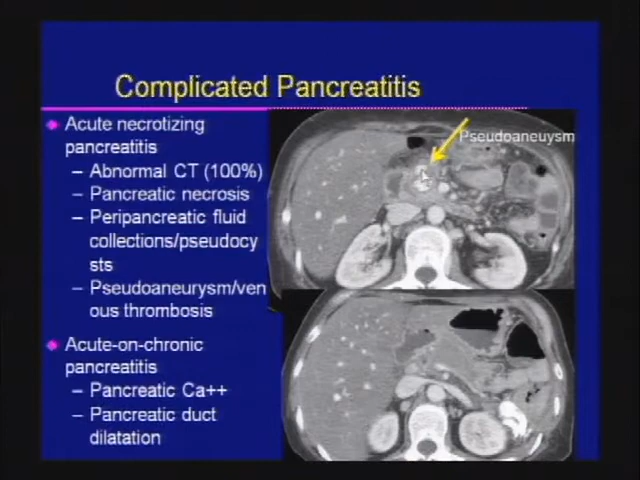 Complicated Pancreatitis
Acute necrotizing
pancreatitis
– Abnormal CT (100%)
– Pancreatic necrosis
– Peripancreatic fluid
collections/pseudocy
sts
– Pseudoaneurysm/ven
ous thrombosis
Acute-on-chronic
pancreatitis
– Pancreatic Ca++
– Pancreatic duct
dilatation
Pseudoaneuysm